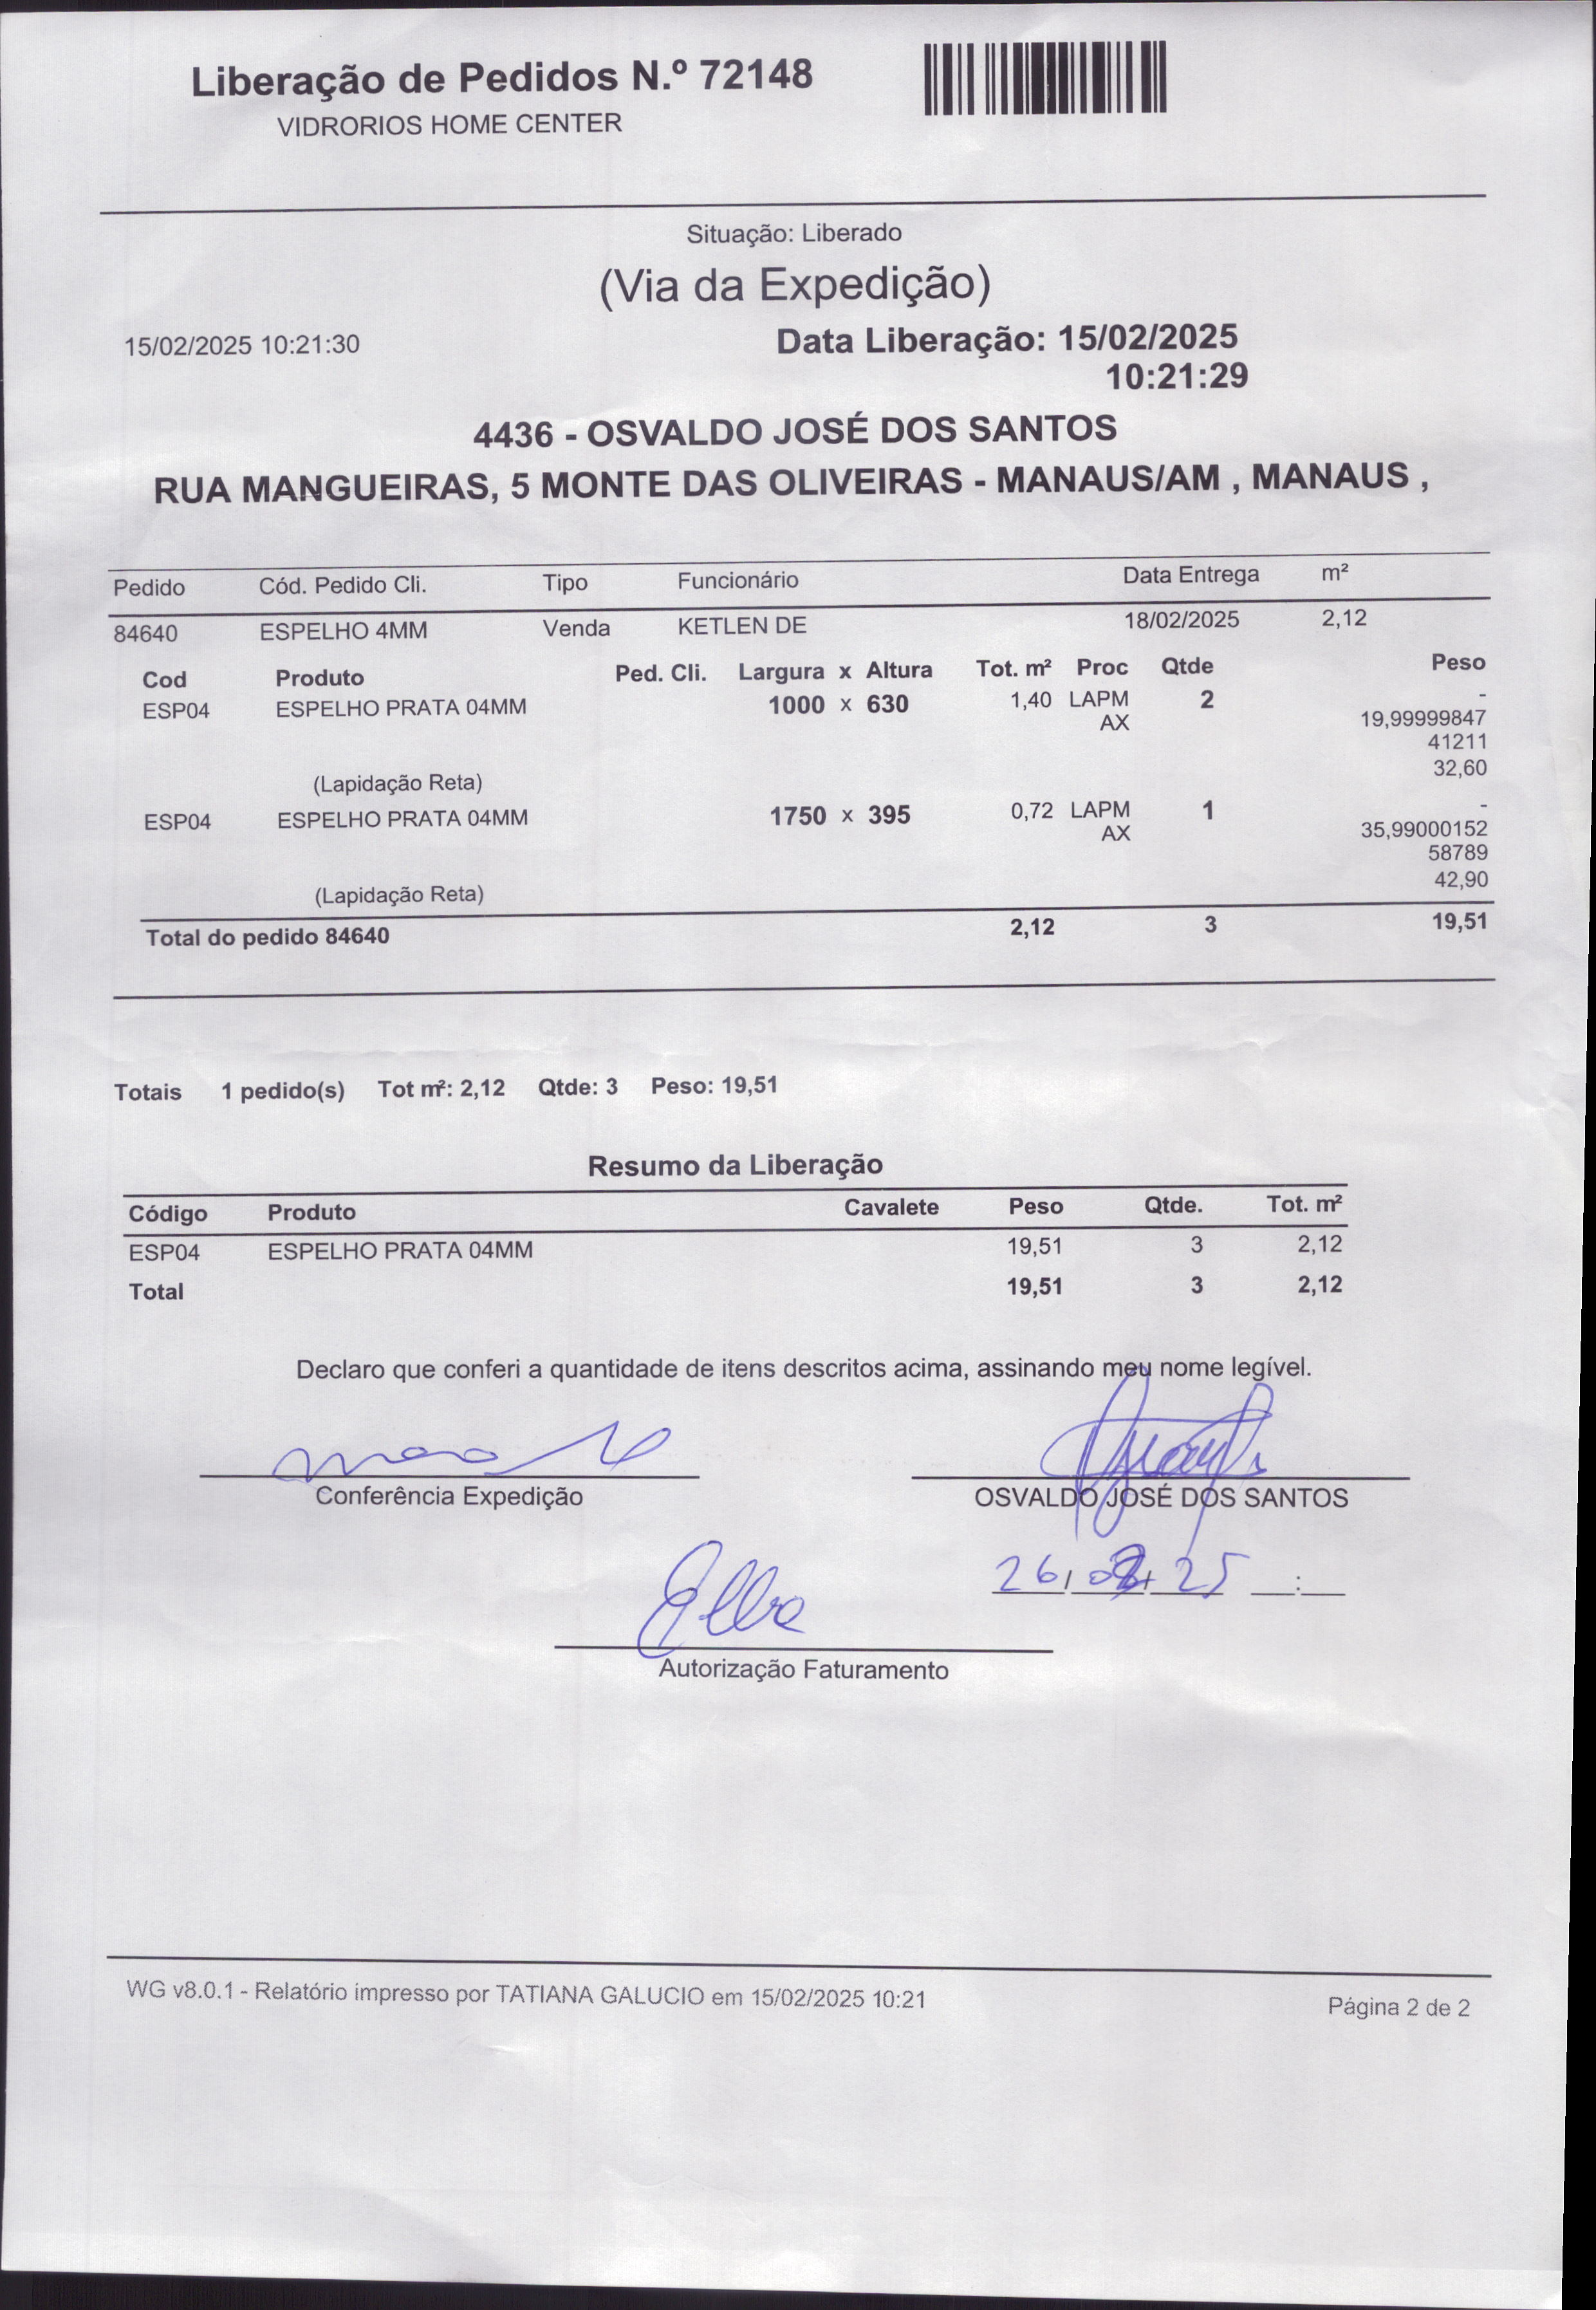 Liberação de Pedidos N.º 72148
VIDRORIOS HOME CENTER
Situação: Liberado
(Via da Expedição)
15/02/2025 10:21:30
Data Liberação: 15/02/2025
10:21:29
4436 - OSVALDO JOSÉ DOS SANTOS
RUA MANGUEIRAS, 5 MONTE DAS OLIVEIRAS - MANAUS/AM , MANAUS ,
Pedido Cód. Pedido Cli. Tipo Funcionário Data Entrega m²
84640 ESPELHO 4MM Venda KETLEN DE 18/02/2025 2,12
Cod Produto Ped. Cli. Largura x Altura Tot. m² Proc Qtde Peso
ESP04 ESPELHO PRATA 04MM 1000 x 630 1,40 LAPM 2 -
AX 19,99999847
41211
(Lapidação Reta) 32,60
ESP04 ESPELHO PRATA 04MM 1750 x 395 0,72 LAPM 1 -
AX 35,99000152
58789
(Lapidação Reta) 42,90
Total do pedido 84640 2,12 3 19,51
Totais 1 pedido(s) Tot m²: 2,12 Qtde: 3 Peso: 19,51
Resumo da Liberação
Código Produto Cavalete Peso Qtde. Tot. m²
ESP04 ESPELHO PRATA 04MM 19,51 3 2,12
Total 19,51 3 2,12
Declaro que conferi a quantidade de itens descritos acima, assinando meu nome legível.
Conferência Expedição
OSVALDO JOSÉ DOS SANTOS
26/02/25 __:__
Elba
Autorização Faturamento
WG v8.0.1 - Relatório impresso por TATIANA GALUCIO em 15/02/2025 10:21
Página 2 de 2